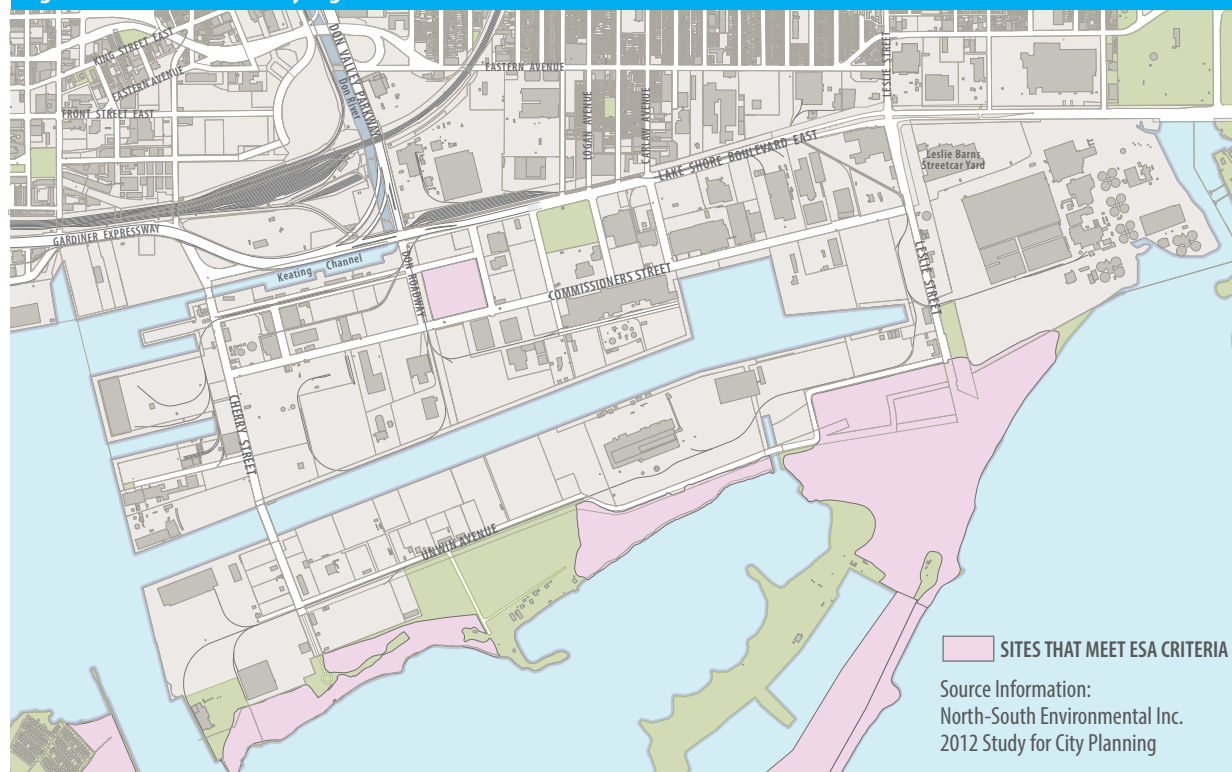 KING STREET EAST
EASTERN AVENUE
FRONT STREET EAST
DON VALLEY PARKWAY
Don River
EASTERN AVENUE
LESLIE STREET
LOGAN AVENUE
CARLAW AVENUE
LAKE SHORE BOULEVARD EAST
Leslie Barns
Streetcar Yard
GARDINER EXPRESSWAY
Keating Channel
DON ROADWAY
COMMISSIONERS STREET
LESLIE STREET
CHERRY STREET
UNWIN AVENUE
SITES THAT MEET ESA CRITERIA
Source Information:
North-South Environmental Inc.
2012 Study for City Planning